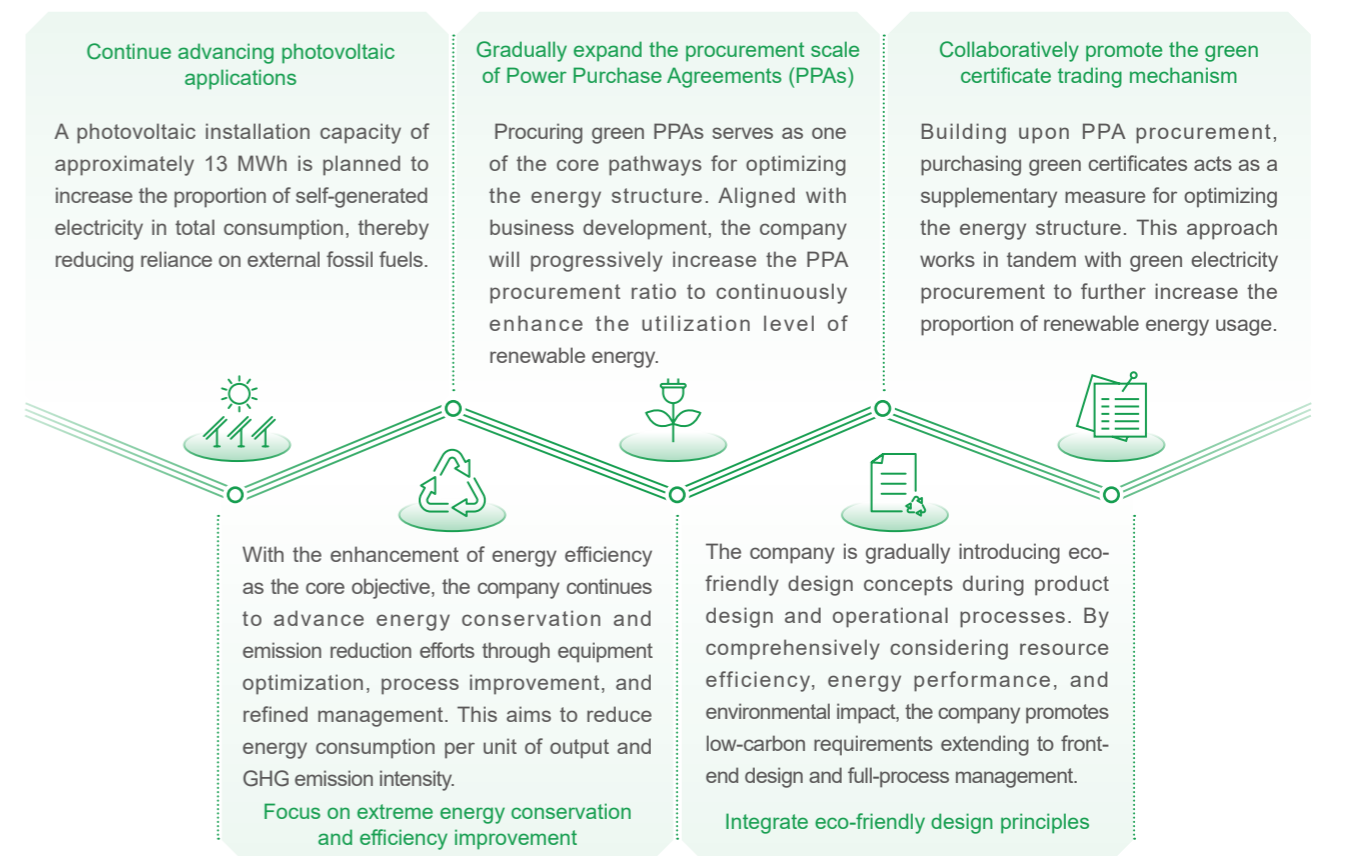 Continue advancing photovoltaic
applications
A photovoltaic installation capacity of
approximately 13 MWh is planned to
increase the proportion of self-generated
electricity in total consumption, thereby
reducing reliance on external fossil fuels.
Gradually expand the procurement scale
of Power Purchase Agreements (PPAs)
Procuring green PPAs serves as one
of the core pathways for optimizing
the energy structure. Aligned with
business development, the company
will progressively increase the PPA
procurement ratio to continuously
enhance the utilization level of
renewable energy.
Collaboratively promote the green
certificate trading mechanism
Building upon PPA procurement,
purchasing green certificates acts as a
supplementary measure for optimizing
the energy structure. This approach
works in tandem with green electricity
procurement to further increase the
proportion of renewable energy usage.
With the enhancement of energy efficiency
as the core objective, the company continues
to advance energy conservation and
emission reduction efforts through equipment
optimization, process improvement, and
refined management. This aims to reduce
energy consumption per unit of output and
GHG emission intensity.
Focus on extreme energy conservation
and efficiency improvement
The company is gradually introducing eco-
friendly design concepts during product
design and operational processes. By
comprehensively considering resource
efficiency, energy performance, and
environmental impact, the company promotes
low-carbon requirements extending to front-
end design and full-process management.
Integrate eco-friendly design principles